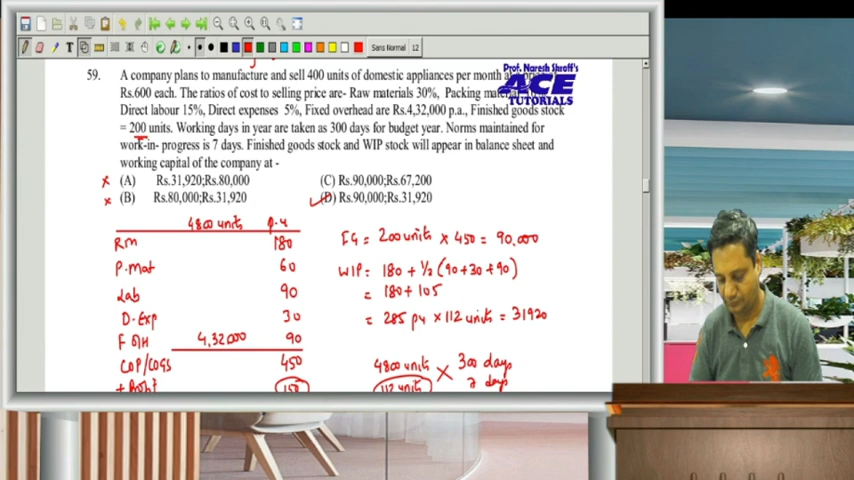 Sans Normal 12
Prof. Naresh Shroff's
ACE
TUTORIALS
59. A company plans to manufacture and sell 400 units of domestic appliances per month at
Rs.600 each. The ratios of cost to selling price are- Raw materials 30%, Packing
Direct labour 15%, Direct expenses 5%, Fixed overhead are Rs.4,32,000 p.a., Finished goods stock
= 200 units. Working days in year are taken as 300 days for budget year. Norms maintained for
work-in- progress is 7 days. Finished goods stock and WIP stock will appear in balance sheet and
working capital of the company at -
x (A) Rs.31,920;Rs.80,000 (C) Rs.90,000;Rs.67,200
x (B) Rs.80,000;Rs.31,920 (D) Rs.90,000;Rs.31,920
4800 units p.u
RM 180
P.mat 60
Lab 90
D.Exp 30
F OH 4,32,000 90
COP/COGS 450
+ Profit 150
FG = 200 units x 450 = 90,000
WIP = 180 + 1/2 (90+30+90)
= 180 + 105
= 285 pu x 112 units = 31920
4800 units x 300 days
112 units 7 days